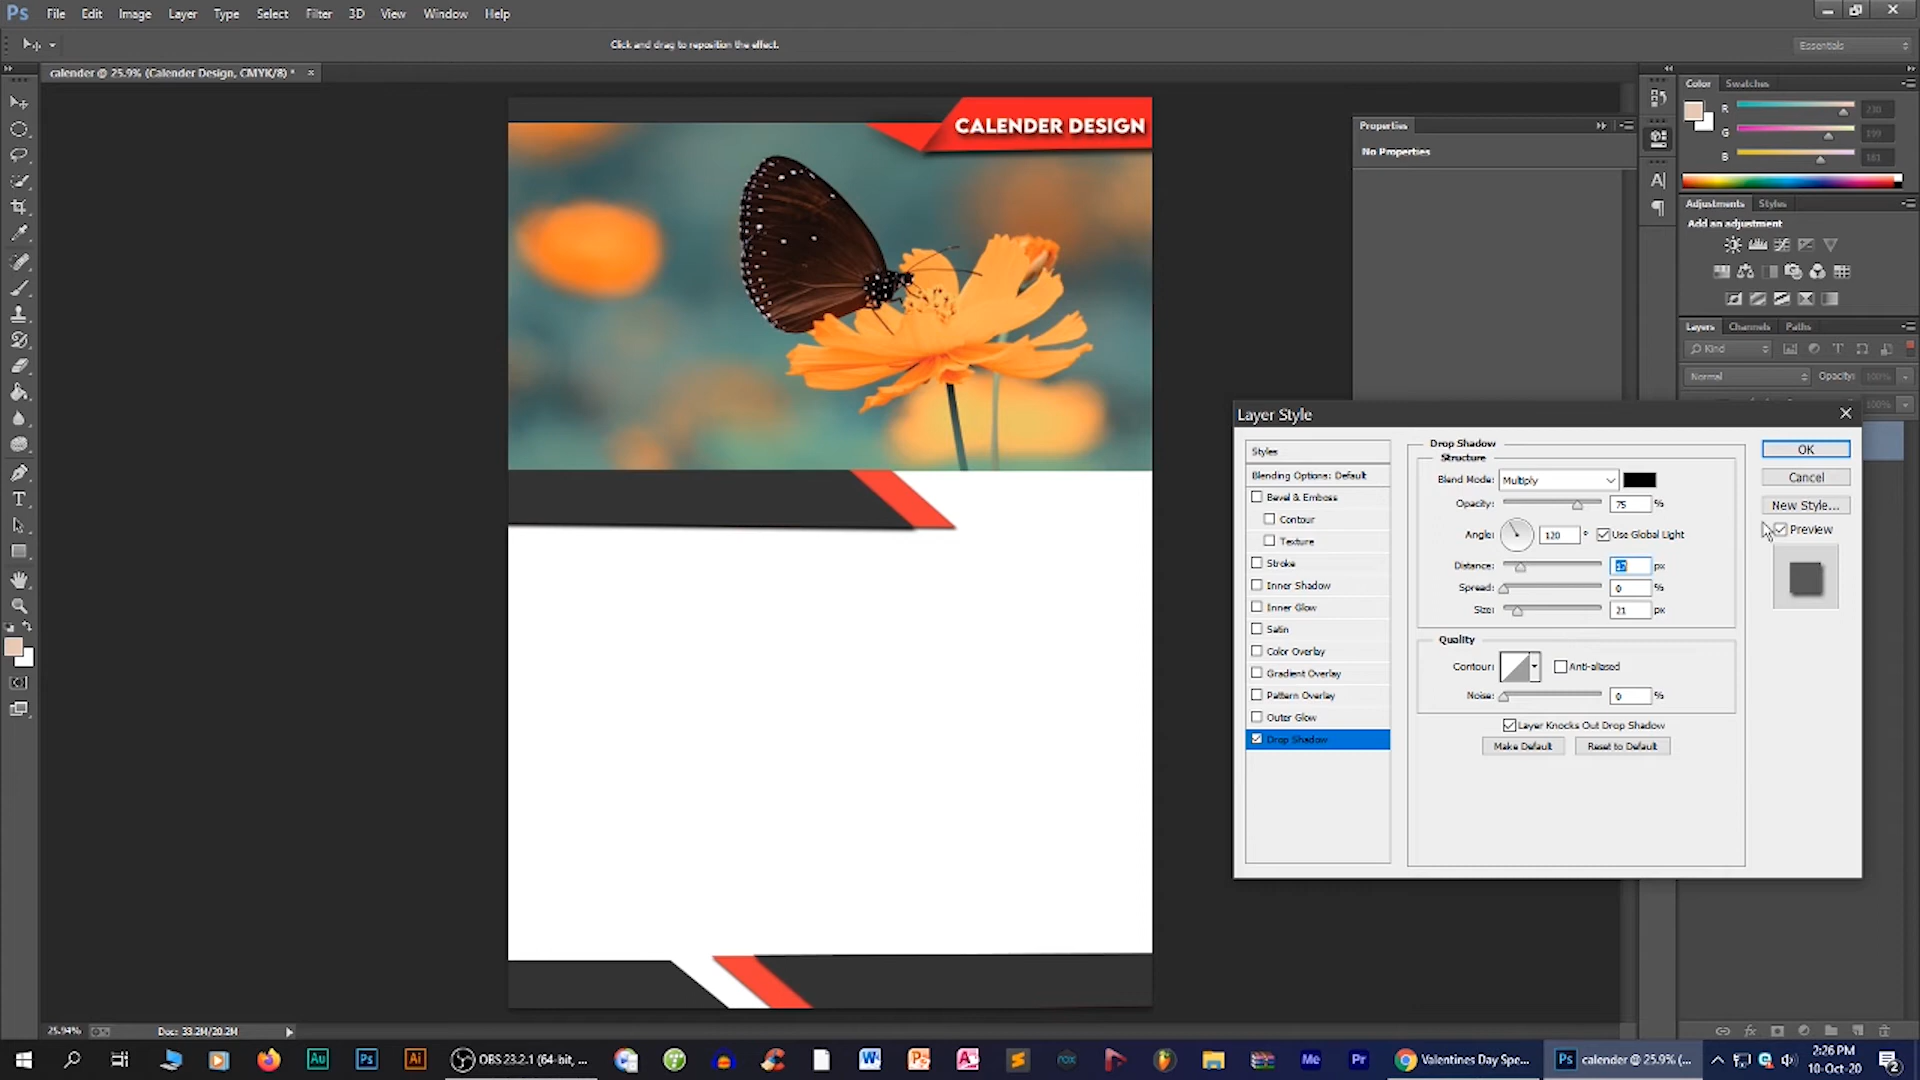 Ps File Edit Image Layer Type Select Filter 3D View Window Help
Click and drag to reposition the effect.
Essentials
calender @ 25.9% (Calender Design, CMYK/8) * ×
CALENDER DESIGN
Properties
No Properties
Color Swatches
R 230
G 199
B 181
Adjustments Styles
Add an adjustment
Layers Channels Paths
Kind
Normal Opacity: 100%
100%
Layer Style
Styles
Blending Options: Default
Bevel & Emboss
Contour
Texture
Stroke
Inner Shadow
Inner Glow
Satin
Color Overlay
Gradient Overlay
Pattern Overlay
Outer Glow
Drop Shadow
Drop Shadow
Structure
Blend Mode: Multiply
Opacity: 75 %
Angle: 120 ° Use Global Light
Distance: 17 px
Spread: 0 %
Size: 21 px
Quality
Contour: Anti-aliased
Noise: 0 %
Layer Knocks Out Drop Shadow
Make Default Reset to Default
OK
Cancel
New Style...
Preview
25.94% Doc: 33.2M/20.2M
OBS 23.2.1 (64-bit, ...
Valentines Day Spe...
calender @ 25.9% (...
2:26 PM
10-Oct-20
2